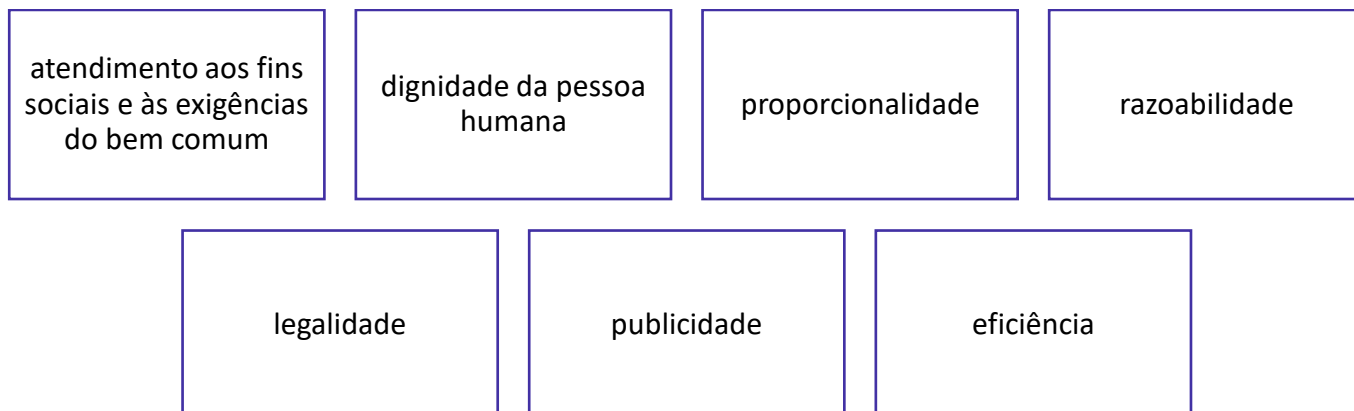 atendimento aos fins
sociais e às exigências
do bem comum
dignidade da pessoa
humana
proporcionalidade
razoabilidade
legalidade
publicidade
eficiência